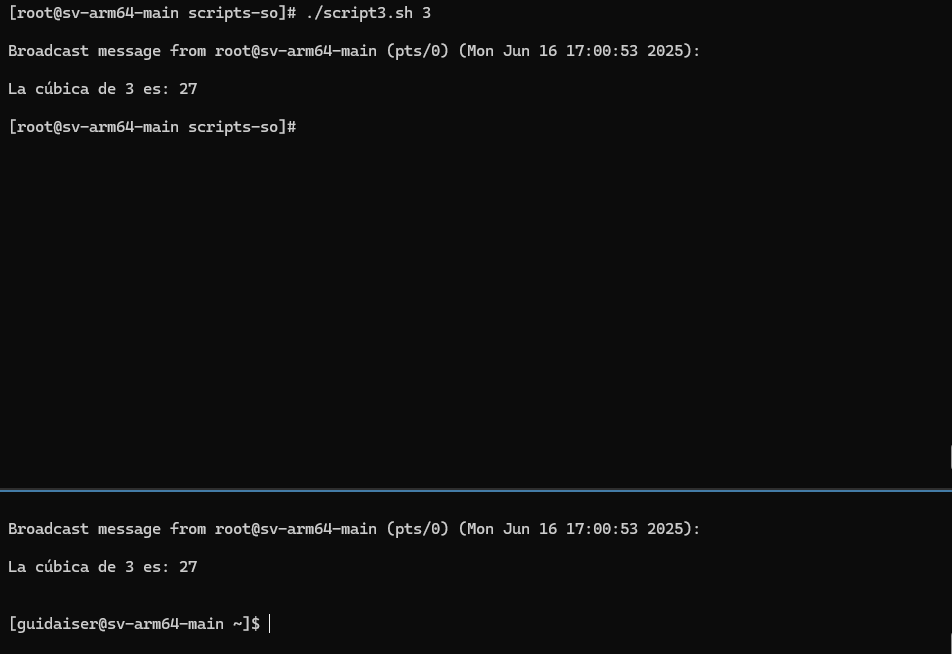 [root@sv-arm64-main scripts-so]# ./script3.sh 3
Broadcast message from root@sv-arm64-main (pts/0) (Mon Jun 16 17:00:53 2025):
La cúbica de 3 es: 27
[root@sv-arm64-main scripts-so]#
Broadcast message from root@sv-arm64-main (pts/0) (Mon Jun 16 17:00:53 2025):
La cúbica de 3 es: 27
[guidaiser@sv-arm64-main ~]$